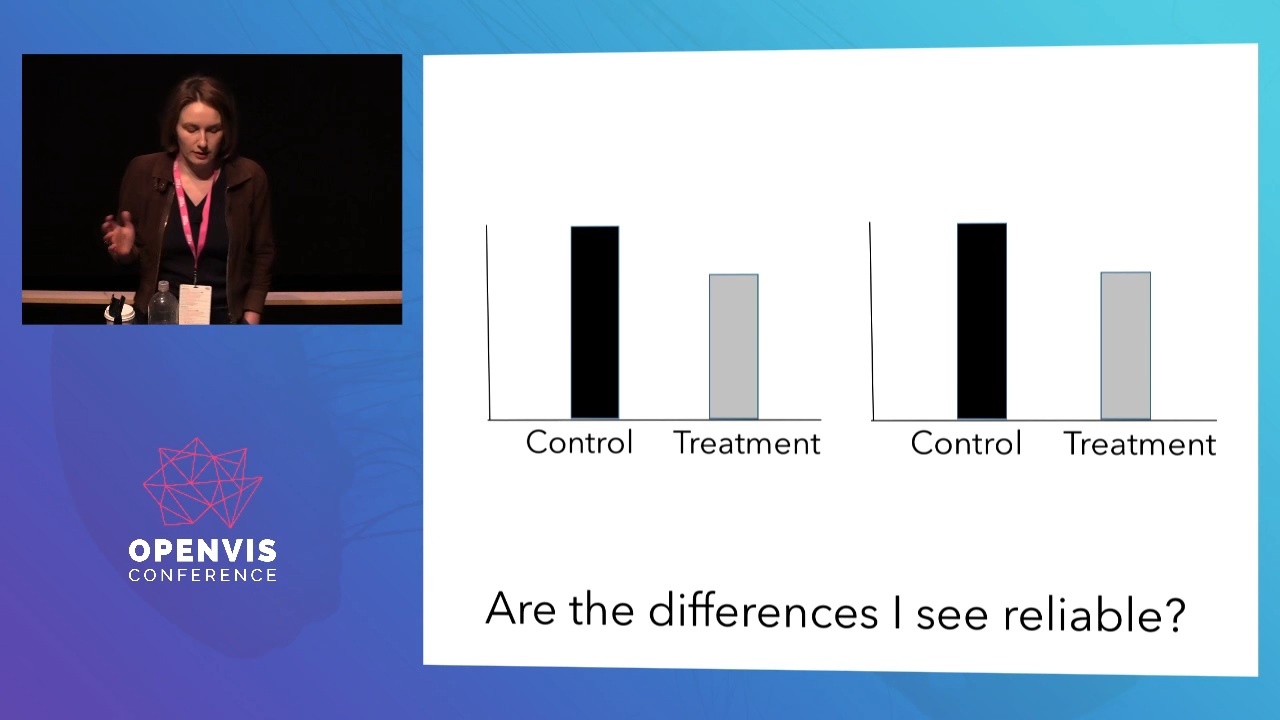 Control Treatment
Control Treatment
Are the differences I see reliable?
OPENVIS
CONFERENCE